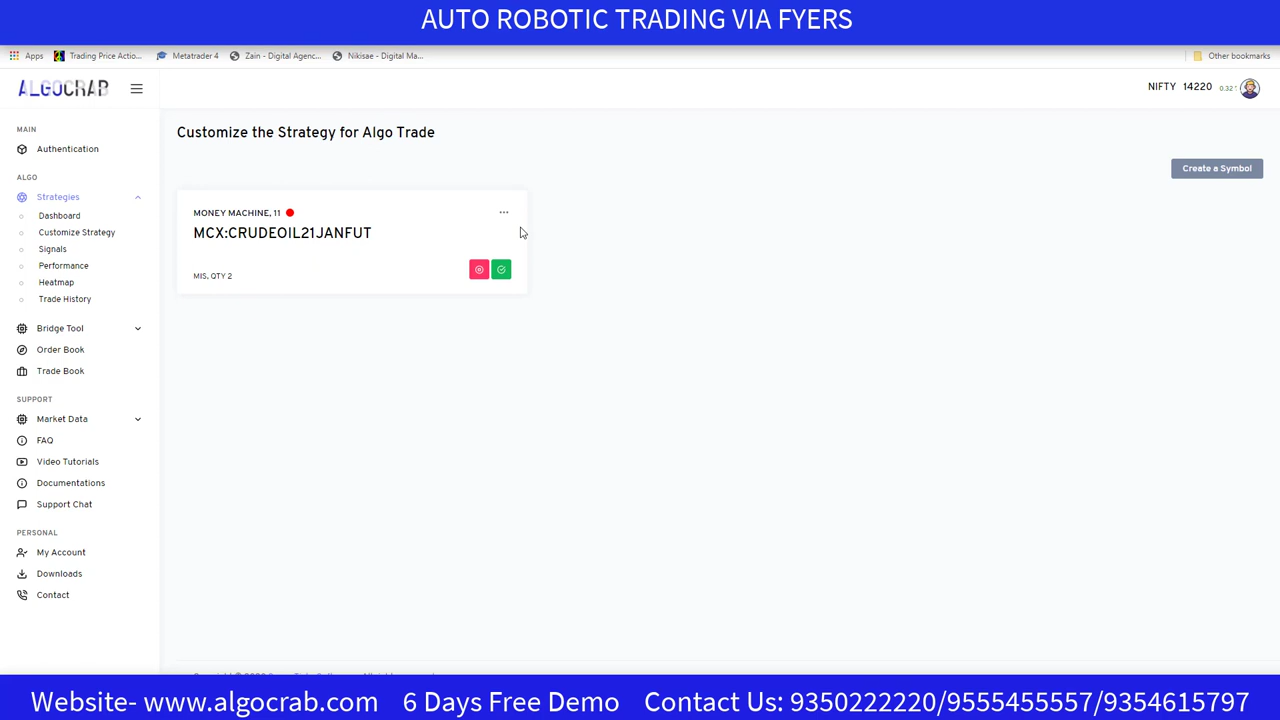 AUTO ROBOTIC TRADING VIA FYERS
Apps Trading Price Actio... Metatrader 4 Zain - Digital Agenc... Nikisae - Digital Ma... Other bookmarks
ALGOCRAB
NIFTY 14220 0.32↑
MAIN
Authentication
ALGO
Strategies
Dashboard
Customize Strategy
Signals
Performance
Heatmap
Trade History
Bridge Tool
Order Book
Trade Book
SUPPORT
Market Data
FAQ
Video Tutorials
Documentations
Support Chat
PERSONAL
My Account
Downloads
Contact
Customize the Strategy for Algo Trade
Create a Symbol
MONEY MACHINE, 11
MCX:CRUDEOIL21JANFUT
MIS, QTY 2
Website- www.algocrab.com 6 Days Free Demo Contact Us: 9350222220/9555455557/9354615797